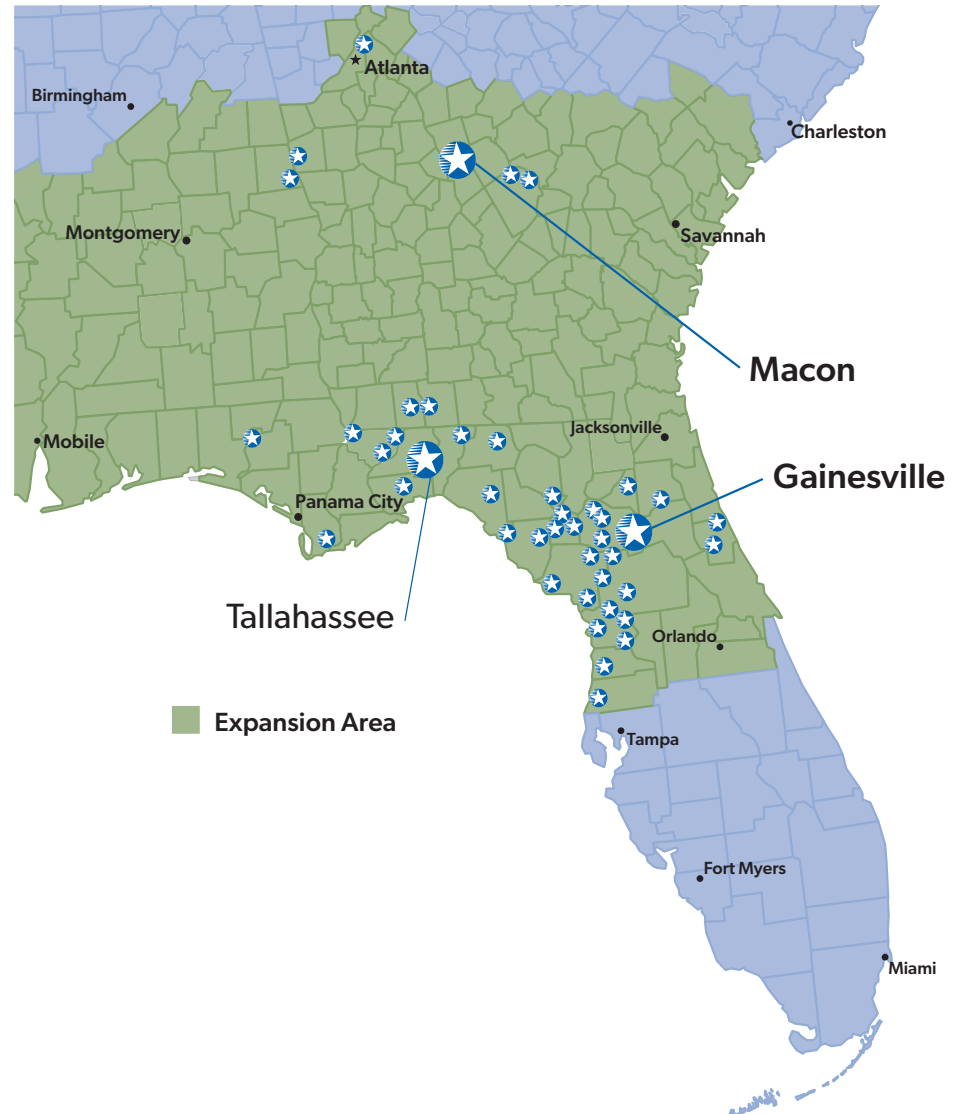 Atlanta
Birmingham
Charleston
Montgomery
Savannah
Macon
Mobile
Jacksonville
Gainesville
Panama City
Tallahassee
Orlando
Expansion Area
Tampa
Fort Myers
Miami